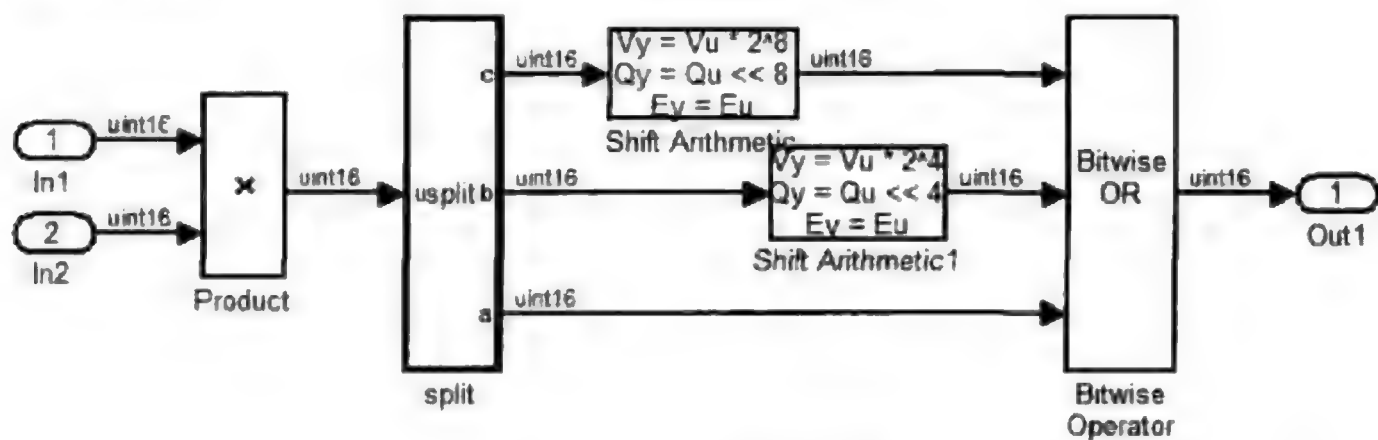 1
In1
2
In2
uint16
uint16
×
Product
uint16
u split
c
b
a
split
uint16
Vy = Vu * 2^8
Qy = Qu << 8
Ey = Eu
Shift Arithmetic
uint16
uint16
Vy = Vu * 2^4
Qy = Qu << 4
Ey = Eu
Shift Arithmetic1
uint16
uint16
Bitwise
OR
Bitwise
Operator
uint16
1
Out1